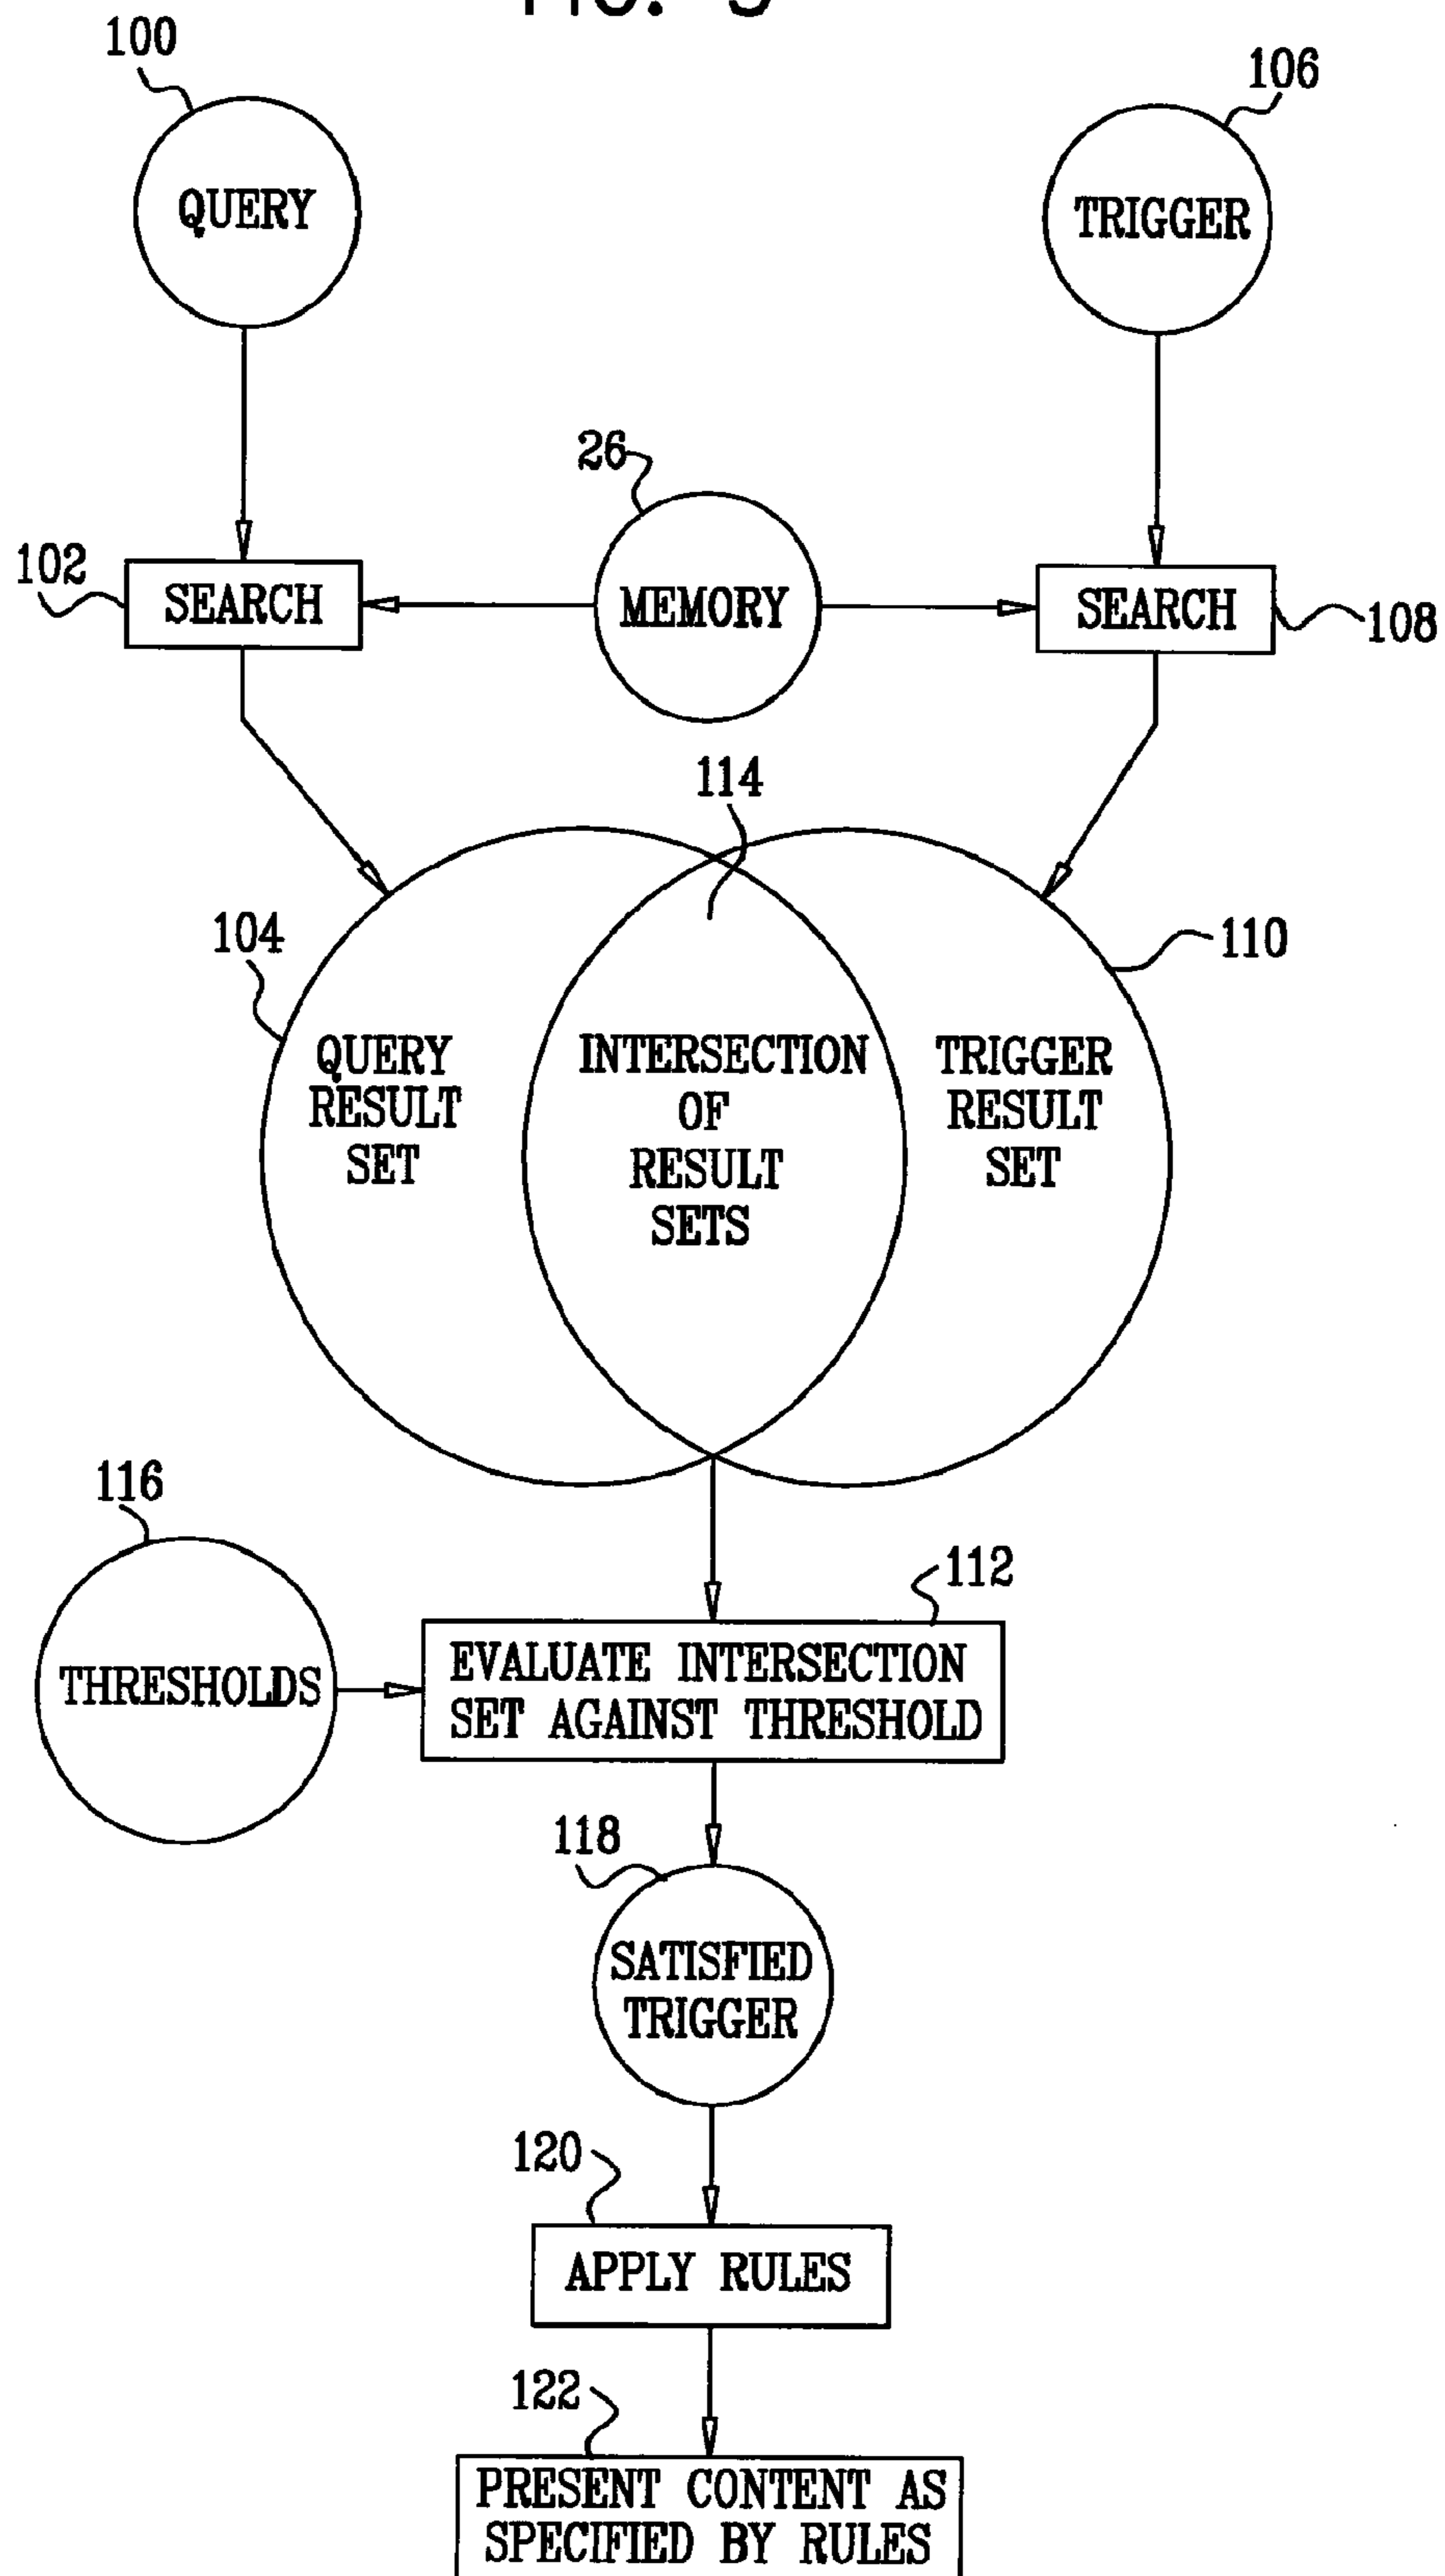 100
106
QUERY
TRIGGER
26
102
SEARCH
MEMORY
SEARCH
108
114
104
110
QUERY
RESULT
SET
INTERSECTION
OF
RESULT
SETS
TRIGGER
RESULT
SET
116
112
THRESHOLDS
EVALUATE INTERSECTION
SET AGAINST THRESHOLD
118
SATISFIED
TRIGGER
120
APPLY RULES
122
PRESENT CONTENT AS
SPECIFIED BY RULES